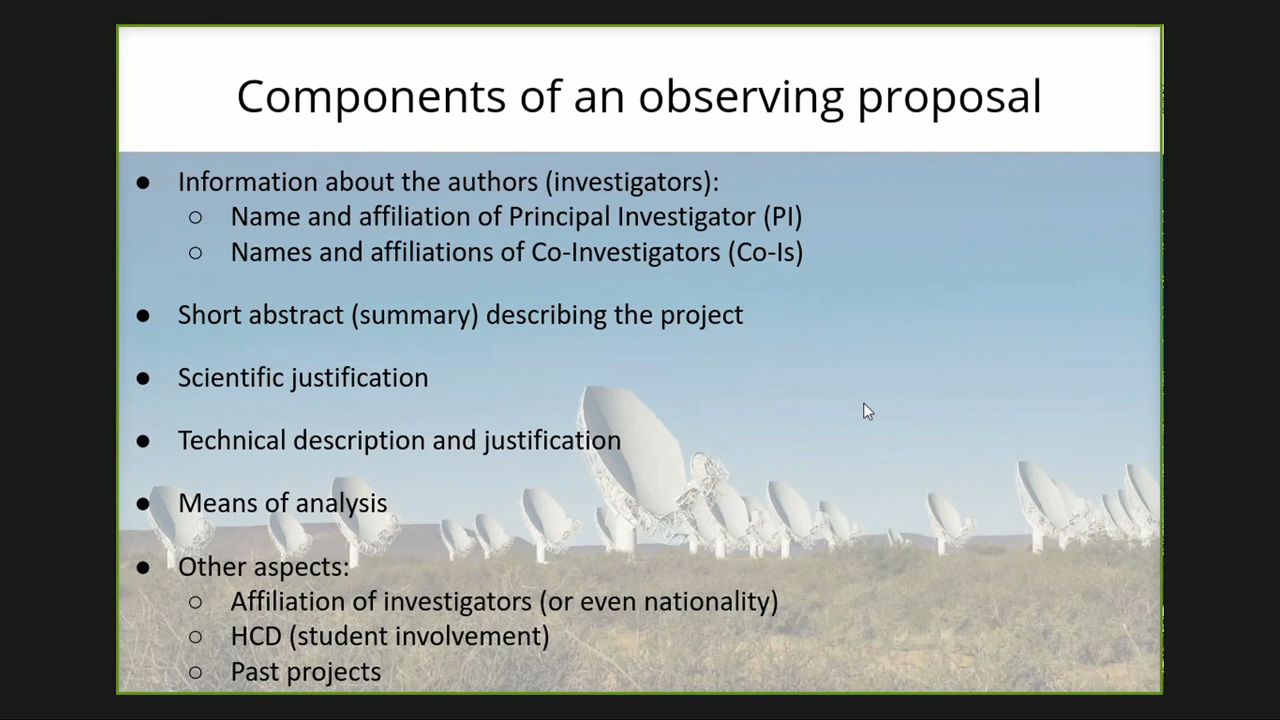 Components of an observing proposal
● Information about the authors (investigators):
○ Name and affiliation of Principal Investigator (PI)
○ Names and affiliations of Co-Investigators (Co-Is)
● Short abstract (summary) describing the project
● Scientific justification
● Technical description and justification
● Means of analysis
● Other aspects:
○ Affiliation of investigators (or even nationality)
○ HCD (student involvement)
○ Past projects